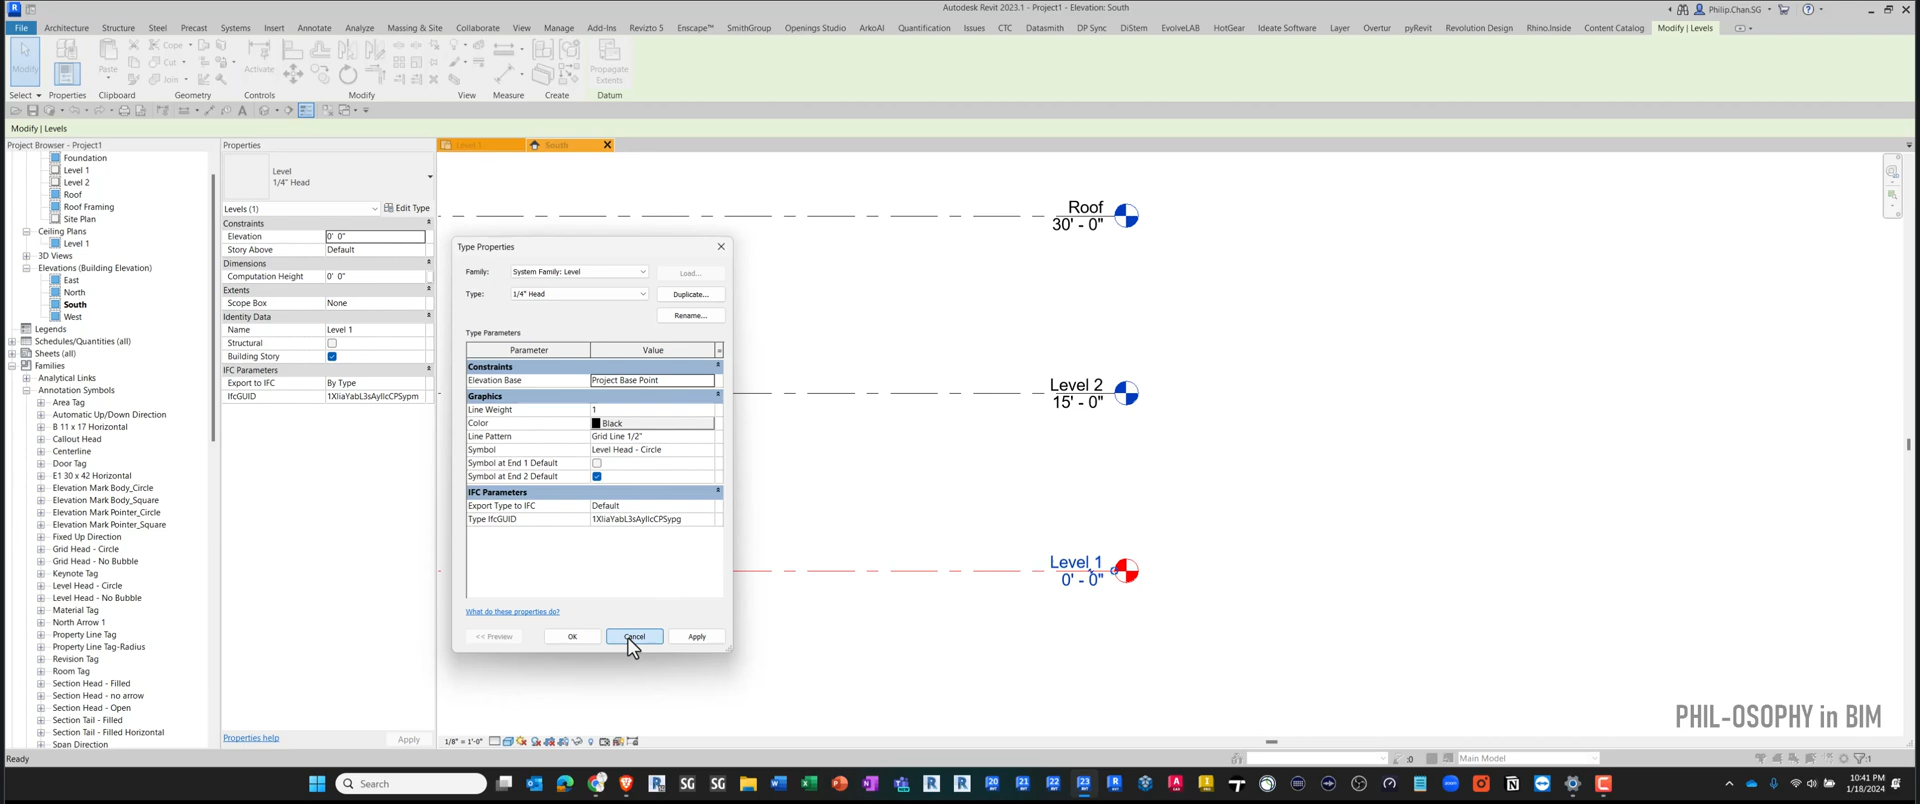 Autodesk Revit 2023.1 - Project1 - Elevation: South
Philip.Chan.SG
File Architecture Structure Steel Precast Systems Insert Annotate Analyze Massing & Site Collaborate View Manage Add-Ins Revizto 5 Enscape™ SmithGroup Openings Studio ArkoAI Quantification Issues CTC Datasmith DP Sync DiStem EvolveLAB HotGear Ideate Software Layer Overtur pyRevit Revolution Design Rhino.Inside Content Catalog Modify | Levels
Modify Paste Cope Cut Join Activate Propagate Extents
Select Properties Clipboard Geometry Controls Modify View Measure Create Datum
Modify | Levels
Project Browser - Project1
Foundation
Level 1
Level 2
Roof
Roof Framing
Site Plan
Ceiling Plans
Level 1
3D Views
Elevations (Building Elevation)
East
North
South
West
Legends
Schedules/Quantities (all)
Sheets (all)
Families
Analytical Links
Annotation Symbols
Area Tag
Automatic Up/Down Direction
B 11 x 17 Horizontal
Callout Head
Centerline
Door Tag
E1 30 x 42 Horizontal
Elevation Mark Body_Circle
Elevation Mark Body_Square
Elevation Mark Pointer_Circle
Elevation Mark Pointer_Square
Fixed Up Direction
Grid Head - Circle
Grid Head - No Bubble
Keynote Tag
Level Head - Circle
Level Head - No Bubble
Material Tag
North Arrow 1
Property Line Tag
Property Line Tag-Radius
Revision Tag
Room Tag
Section Head - Filled
Section Head - no arrow
Section Head - Open
Section Tail - Filled
Section Tail - Filled Horizontal
Span Direction
Properties
Level
1/4" Head
Levels (1) Edit Type
Constraints
Elevation 0' 0"
Story Above Default
Dimensions
Computation Height 0' 0"
Extents
Scope Box None
Identity Data
Name Level 1
Structural
Building Story
IFC Parameters
Export to IFC By Type
IfcGUID 1XliaYabL3sAyIlcCPSypm
Properties help Apply
Level 1 South
Type Properties
Family: System Family: Level Load...
Type: 1/4" Head Duplicate...
Rename...
Type Parameters
Parameter Value =
Constraints
Elevation Base Project Base Point
Graphics
Line Weight 1
Color Black
Line Pattern Grid Line 1/2"
Symbol Level Head - Circle
Symbol at End 1 Default
Symbol at End 2 Default
IFC Parameters
Export Type to IFC Default
Type IfcGUID 1XliaYabL3sAyIlcCPSypg
What do these properties do?
<< Preview OK Cancel Apply
Roof
30' - 0"
Level 2
15' - 0"
Level 1
0' - 0"
PHIL-OSOPHY in BIM
1/8" = 1'-0"
Ready
:0 Main Model :1
Search
10:41 PM
1/18/2024